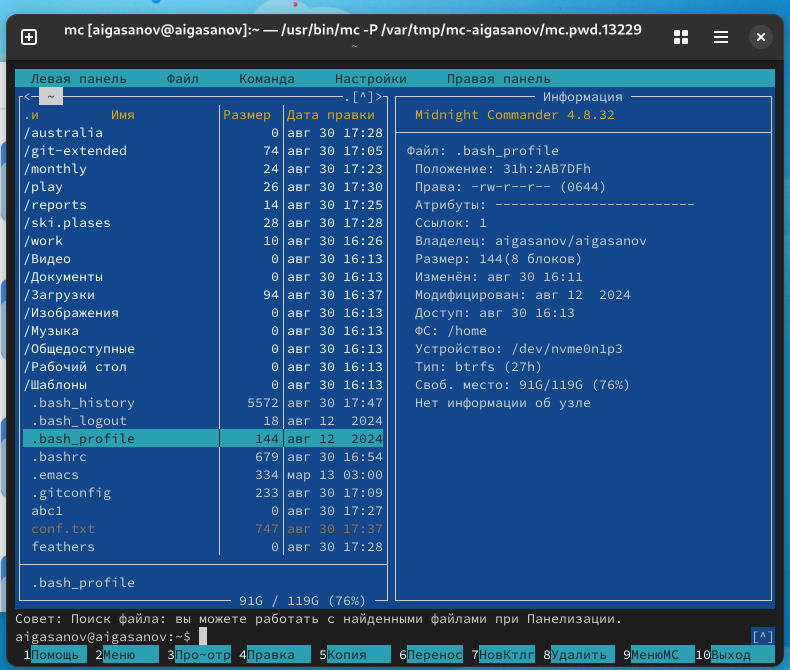 mc [aigasanov@aigasanov]:~ — /usr/bin/mc -P /var/tmp/mc-aigasanov/mc.pwd.13229
~
Левая панель Файл Команда Настройки Правая панель
<─ ~ .[^]> Информация
.и Имя Размер Дата правки
/australia 0 авг 30 17:28
/git-extended 74 авг 30 17:05
/monthly 24 авг 30 17:23
/play 26 авг 30 17:30
/reports 14 авг 30 17:25
/ski.plases 28 авг 30 17:28
/work 10 авг 30 16:26
/Видео 0 авг 30 16:13
/Документы 0 авг 30 16:13
/Загрузки 94 авг 30 16:37
/Изображения 0 авг 30 16:13
/Музыка 0 авг 30 16:13
/Общедоступные 0 авг 30 16:13
/Рабочий стол 0 авг 30 16:13
/Шаблоны 0 авг 30 16:13
.bash_history 5572 авг 30 17:47
.bash_logout 18 авг 12 2024
.bash_profile 144 авг 12 2024
.bashrc 679 авг 30 16:54
.emacs 334 мар 13 03:00
.gitconfig 233 авг 30 17:09
abc1 0 авг 30 17:27
conf.txt 747 авг 30 17:37
feathers 0 авг 30 17:28
.bash_profile
91G / 119G (76%)
Midnight Commander 4.8.32
Файл: .bash_profile
Положение: 31h:2AB7DFh
Права: -rw-r--r-- (0644)
Атрибуты: -------------------------
Ссылок: 1
Владелец: aigasanov/aigasanov
Размер: 144(8 блоков)
Изменён: авг 30 16:11
Модифицирован: авг 12 2024
Доступ: авг 30 16:13
ФС: /home
Устройство: /dev/nvme0n1p3
Тип: btrfs (27h)
Своб. место: 91G/119G (76%)
Нет информации об узле
Совет: Поиск файла: вы можете работать с найденными файлами при Панелизации.
aigasanov@aigasanov:~$ [^]
1Помощь 2Меню 3Про~отр 4Правка 5Копия 6Перенос 7НовКтлг 8Удалить 9МенюМС 10Выход